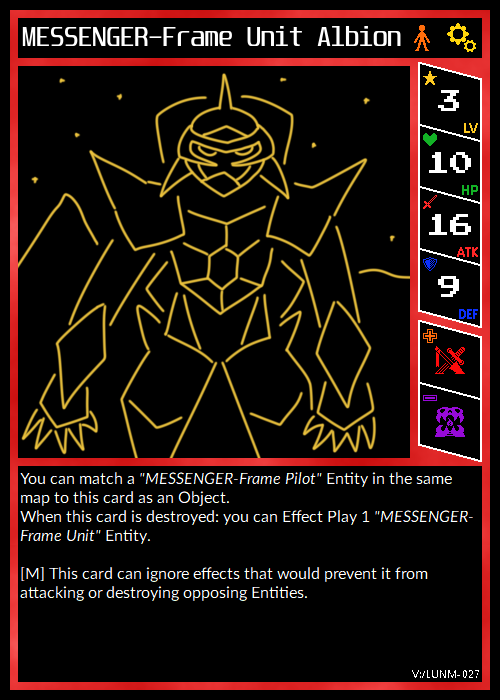 MESSENGER-Frame Unit Albion
3
LV
10
HP
16
ATK
9
DEF
You can match a "MESSENGER-Frame Pilot" Entity in the same
map to this card as an Object.
When this card is destroyed: you can Effect Play 1 "MESSENGER-
Frame Unit" Entity.
[M] This card can ignore effects that would prevent it from
attacking or destroying opposing Entities.
V:/LUNM-027